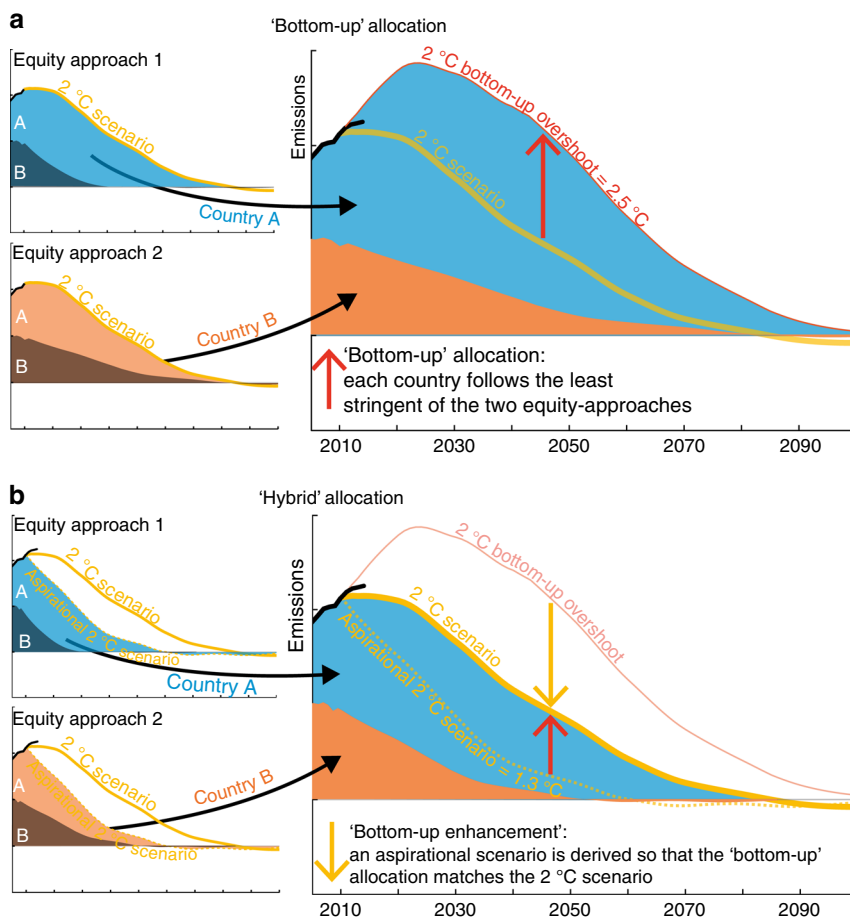 a
'Bottom-up' allocation
Equity approach 1
2 °C scenario
A
B
Country A
Equity approach 2
2 °C scenario
A
B
Country B
Emissions
2 °C bottom-up overshoot = 2.5 °C
2 °C scenario
'Bottom-up' allocation:
each country follows the least
stringent of the two equity-approaches
2010 2030 2050 2070 2090
b
'Hybrid' allocation
Equity approach 1
2 °C scenario
Aspirational 2 °C scenario
A
B
Country A
Equity approach 2
2 °C scenario
Aspirational 2 °C scenario
A
B
Country B
Emissions
2 °C bottom-up overshoot
2 °C scenario
Aspirational 2 °C scenario = 1.3 °C
'Bottom-up enhancement':
an aspirational scenario is derived so that the 'bottom-up'
allocation matches the 2 °C scenario
2010 2030 2050 2070 2090